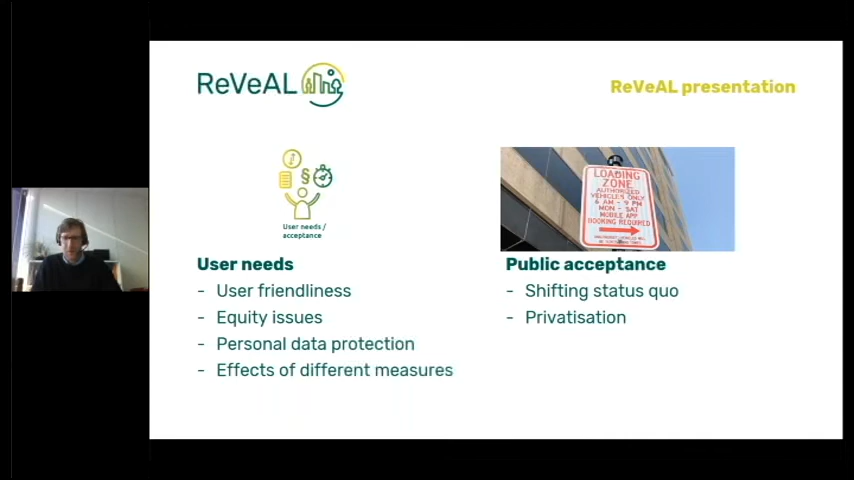 ReVeAL
ReVeAL presentation
User needs /
acceptance
LOADING
ZONE
AUTHORIZED
VEHICLES ONLY
6 AM - 9 PM
MON - SAT
MOBILE APP
BOOKING REQUIRED
User needs
- User friendliness
- Equity issues
- Personal data protection
- Effects of different measures
Public acceptance
- Shifting status quo
- Privatisation